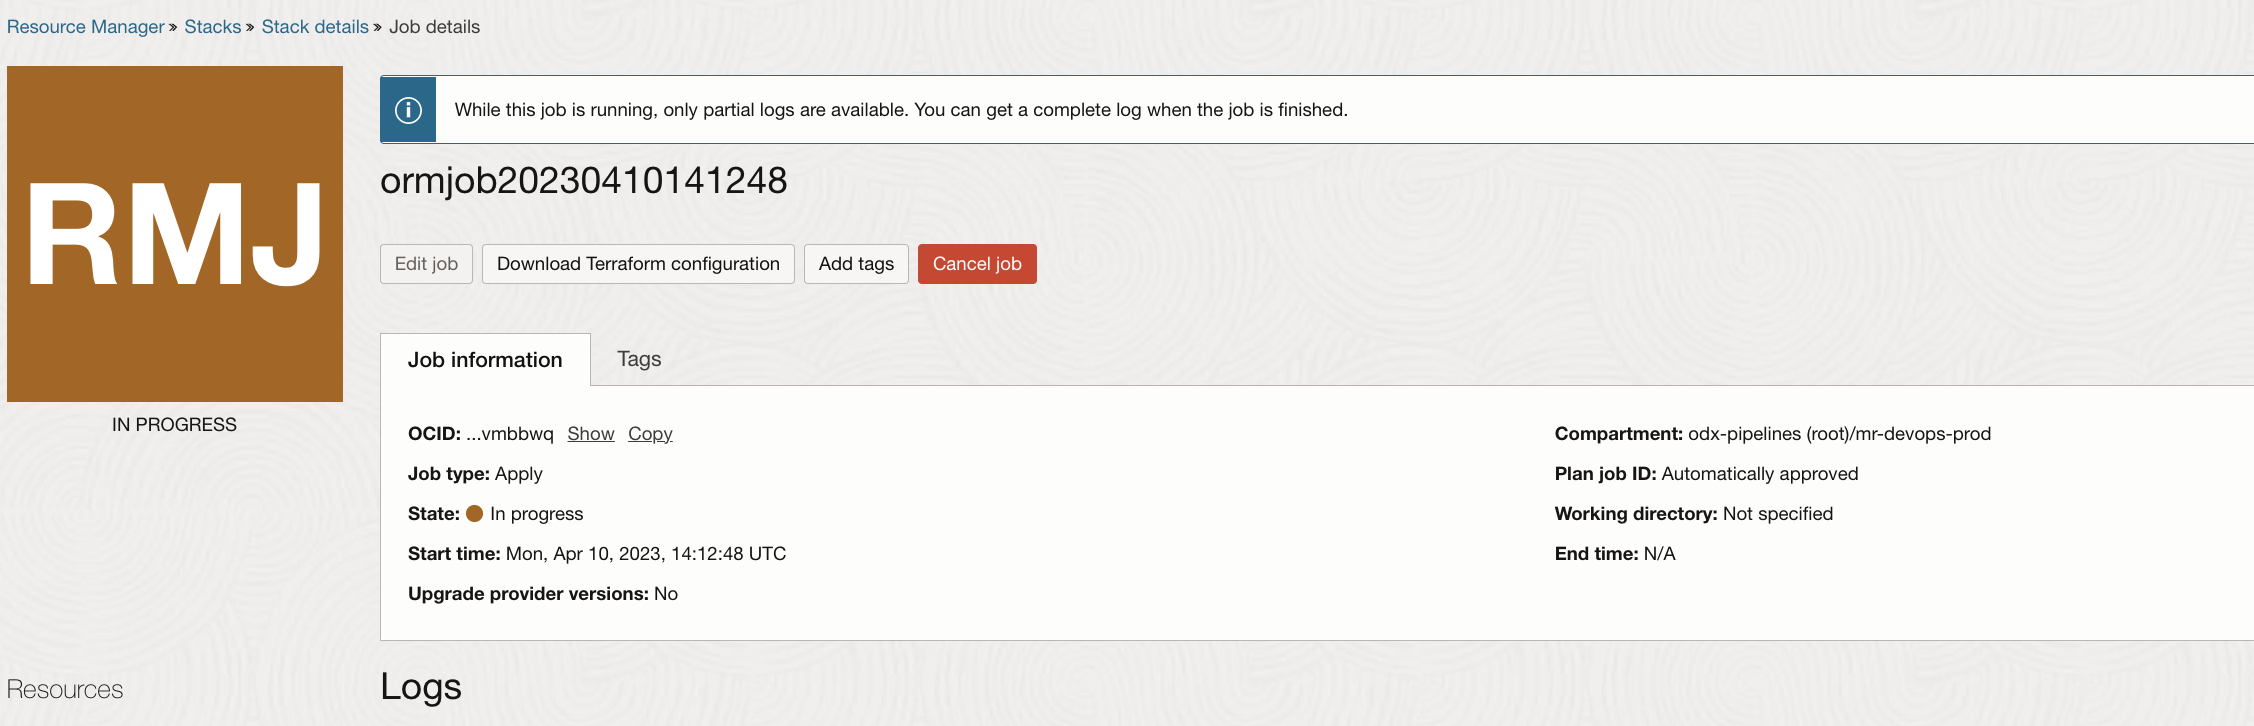 Resource Manager » Stacks » Stack details » Job details
RMJ
IN PROGRESS
While this job is running, only partial logs are available. You can get a complete log when the job is finished.
ormjob20230410141248
Edit job Download Terraform configuration Add tags Cancel job
Job information Tags
OCID: ...vmbbwq Show Copy
Job type: Apply
State: In progress
Start time: Mon, Apr 10, 2023, 14:12:48 UTC
Upgrade provider versions: No
Compartment: odx-pipelines (root)/mr-devops-prod
Plan job ID: Automatically approved
Working directory: Not specified
End time: N/A
Resources
Logs